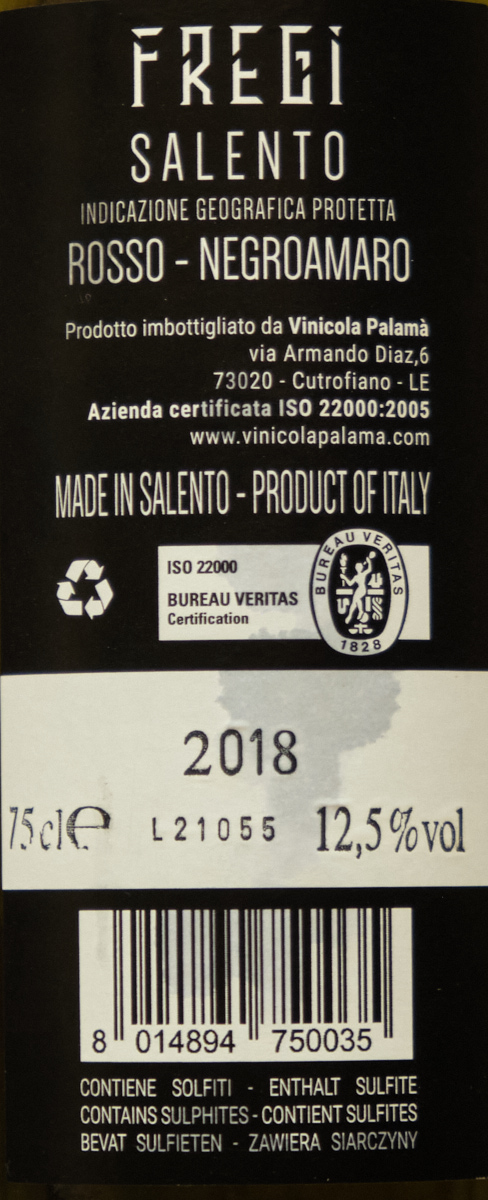 FREGI
SALENTO
INDICAZIONE GEOGRAFICA PROTETTA
ROSSO - NEGROAMARO
Prodotto imbottigliato da Vinicola Palamà
via Armando Diaz,6
73020 - Cutrofiano - LE
Azienda certificata ISO 22000:2005
www.vinicolapalama.com
MADE IN SALENTO - PRODUCT OF ITALY
ISO 22000
BUREAU VERITAS
Certification
BUREAU VERITAS
1828
2018
75 cl e L21055 12,5 % vol
8 014894 750035
CONTIENE SOLFITI - ENTHALT SULFITE
CONTAINS SULPHITES - CONTIENT SULFITES
BEVAT SULFIETEN - ZAWIERA SIARCZYNY